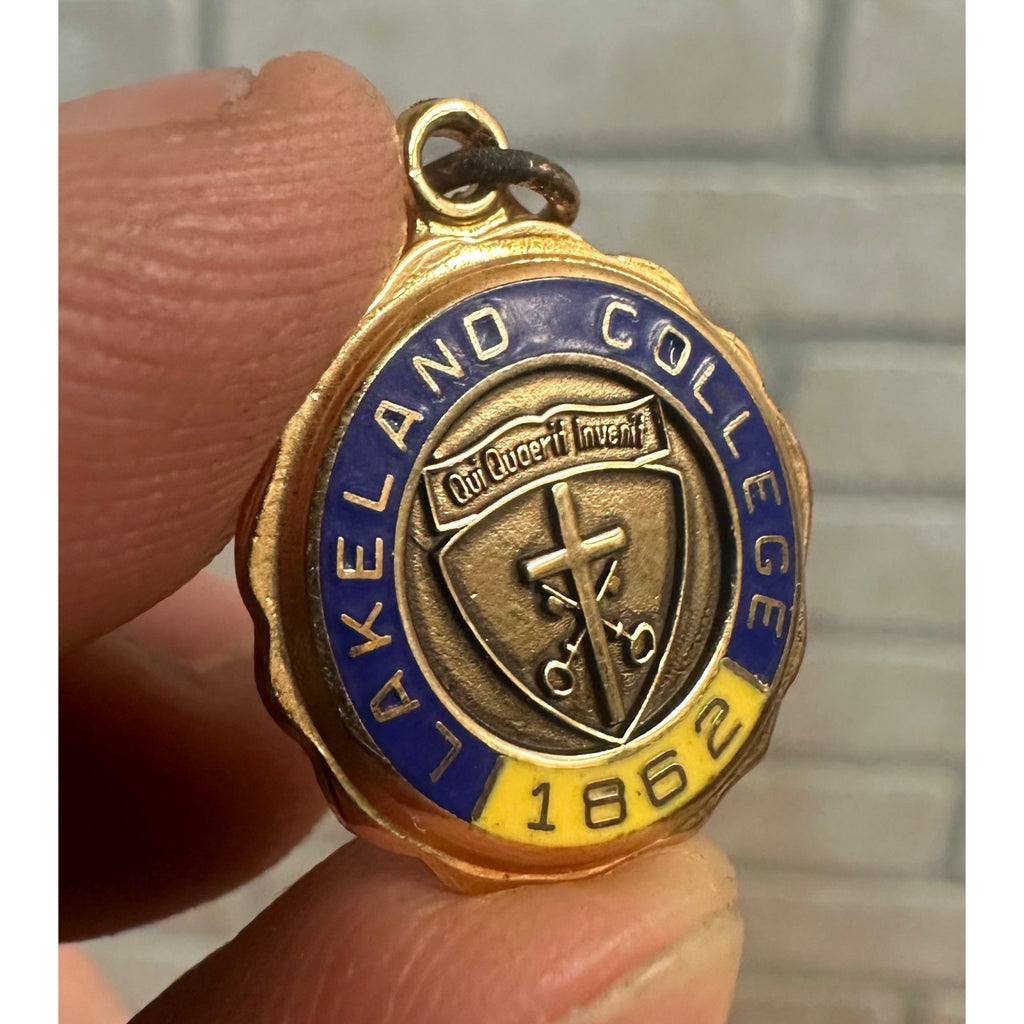 LAKELAND COLLEGE
Qui Quaerit Invenit
1862